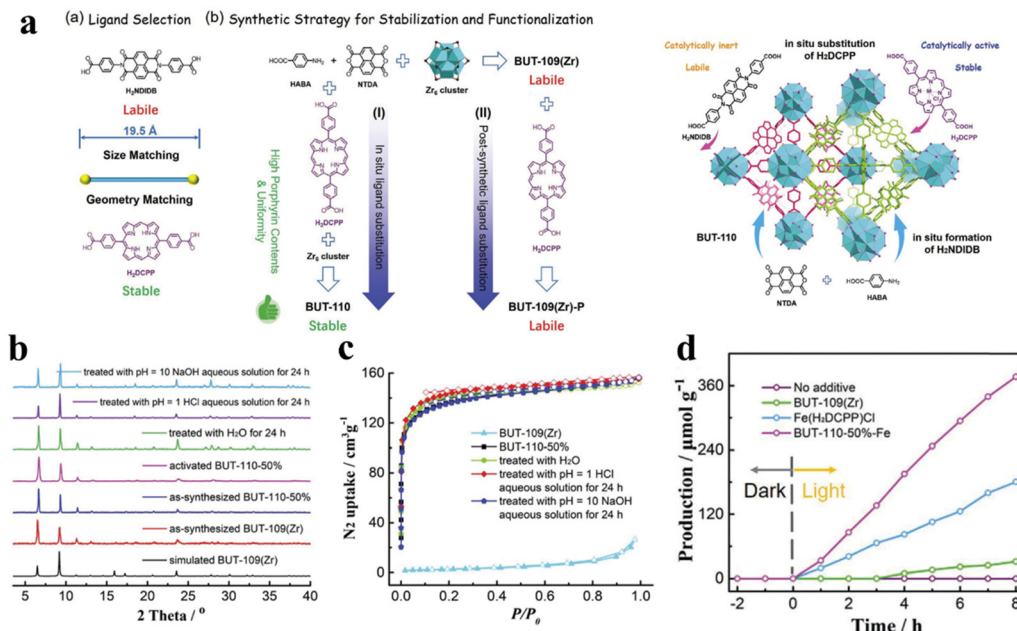 a
(a) Ligand Selection
H₂NDIDB
Labile
19.5 Å
Size Matching
Geometry Matching
H₂DCPP
Stable
(b) Synthetic Strategy for Stabilization and Functionalization
HABA
+
NTDA
Zr₆ cluster
BUT-109(Zr)
Labile
(I)
In situ ligand substitution
(II)
Post-synthetic ligand substitution
High Porphyrin Contents
& Uniformity
H₂DCPP
Zr₆ cluster
BUT-110
Stable
H₂DCPP
BUT-109(Zr)-P
Labile
Catalytically inert
Labile
in situ substitution
of H₂DCPP
Catalytically active
Stable
H₂NDIDB
H₂DCPP
BUT-110
in situ formation
of H₂NDIDB
NTDA
HABA
b
treated with pH = 10 NaOH aqueous solution for 24 h
treated with pH = 1 HCl aqueous solution for 24 h
treated with H₂O for 24 h
activated BUT-110-50%
as-synthesized BUT-110-50%
as-synthesized BUT-109(Zr)
simulated BUT-109(Zr)
5 10 15 20 25 30 35 40
2 Theta / °
c
N₂ uptake / cm³g⁻¹
160
120
80
40
0
BUT-109(Zr)
BUT-110-50%
treated with H₂O
treated with pH = 1 HCl
aqueous solution for 24 h
treated with pH = 10 NaOH
aqueous solution for 24 h
0.0 0.2 0.4 0.6 0.8 1.0
P/P₀
d
Production / μmol g⁻¹
360
240
120
0
No additive
BUT-109(Zr)
Fe(H₂DCPP)Cl
BUT-110-50%-Fe
Dark
Light
-2 0 2 4 6 8
Time / h